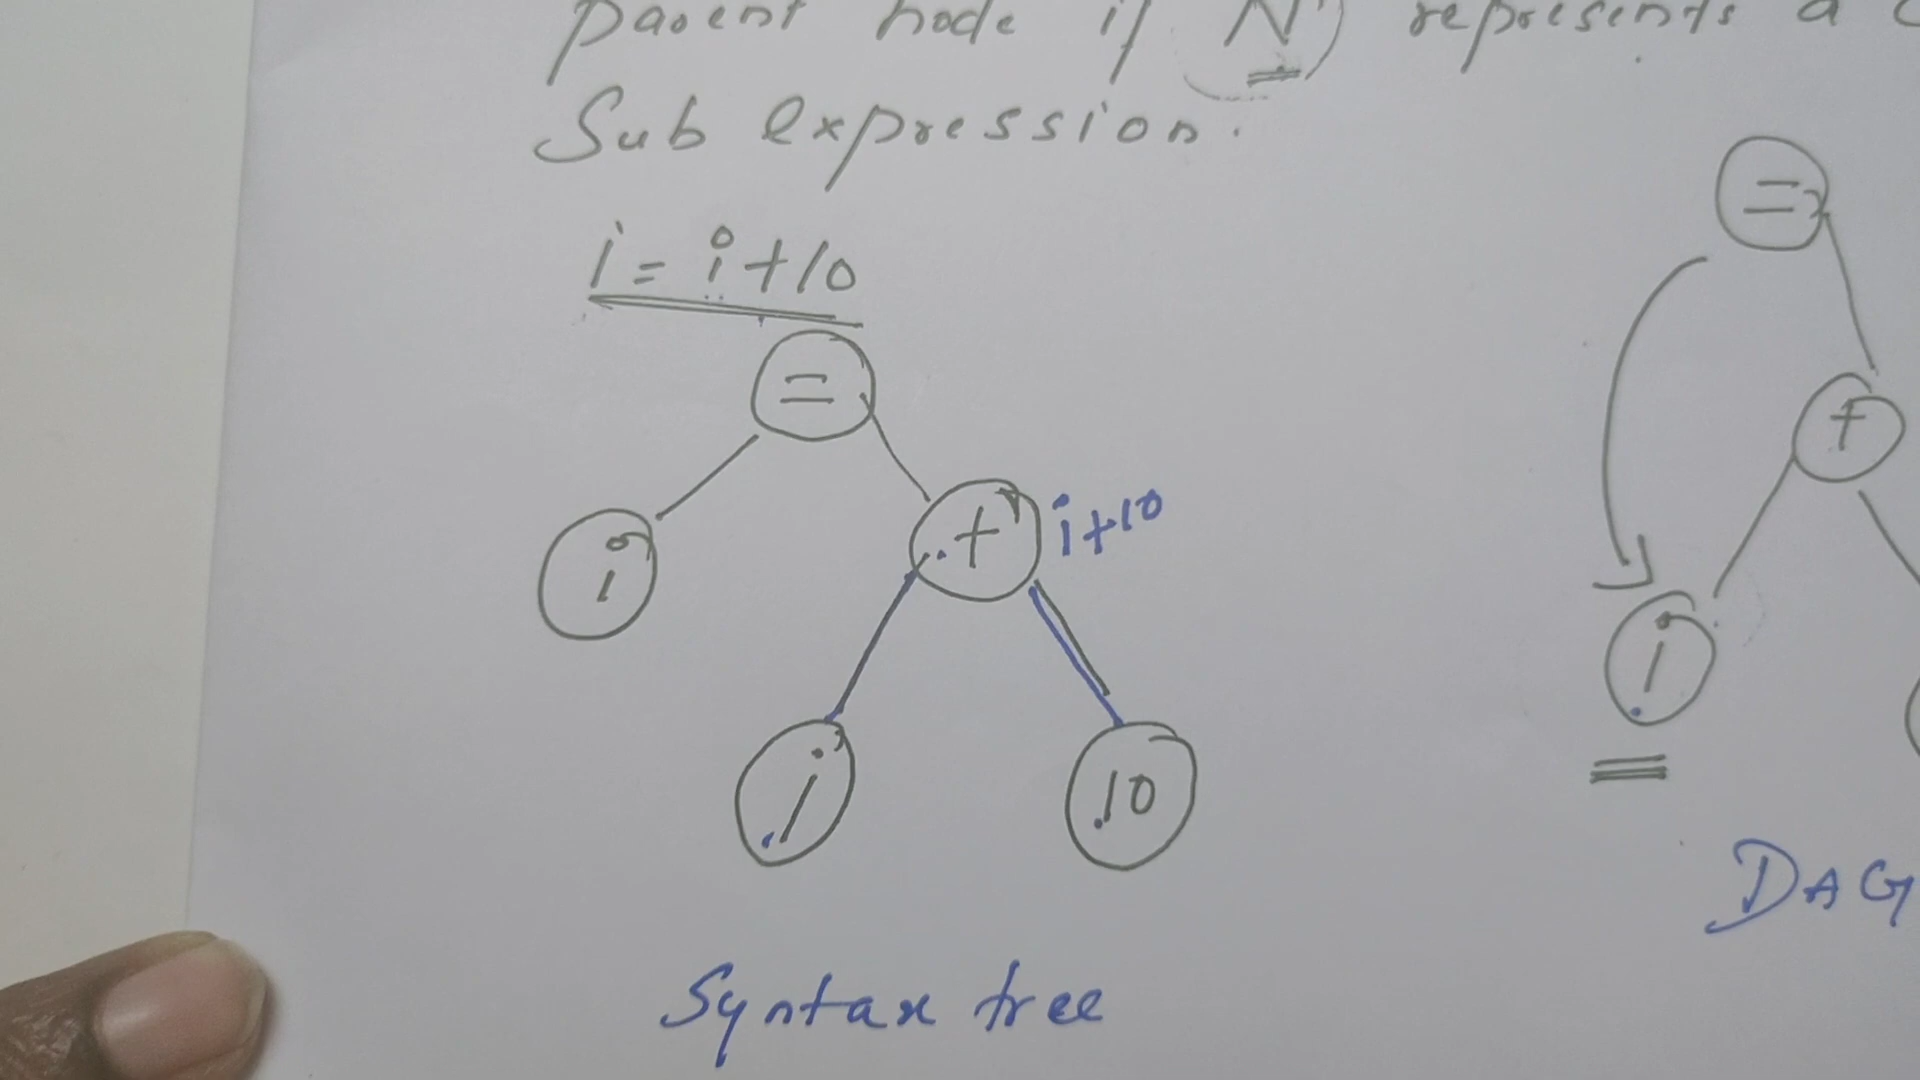 parent node if N represents a
Sub expression.
i = i+10
=
i
+
i+10
i
10
Syntax tree
=
+
i
DAG